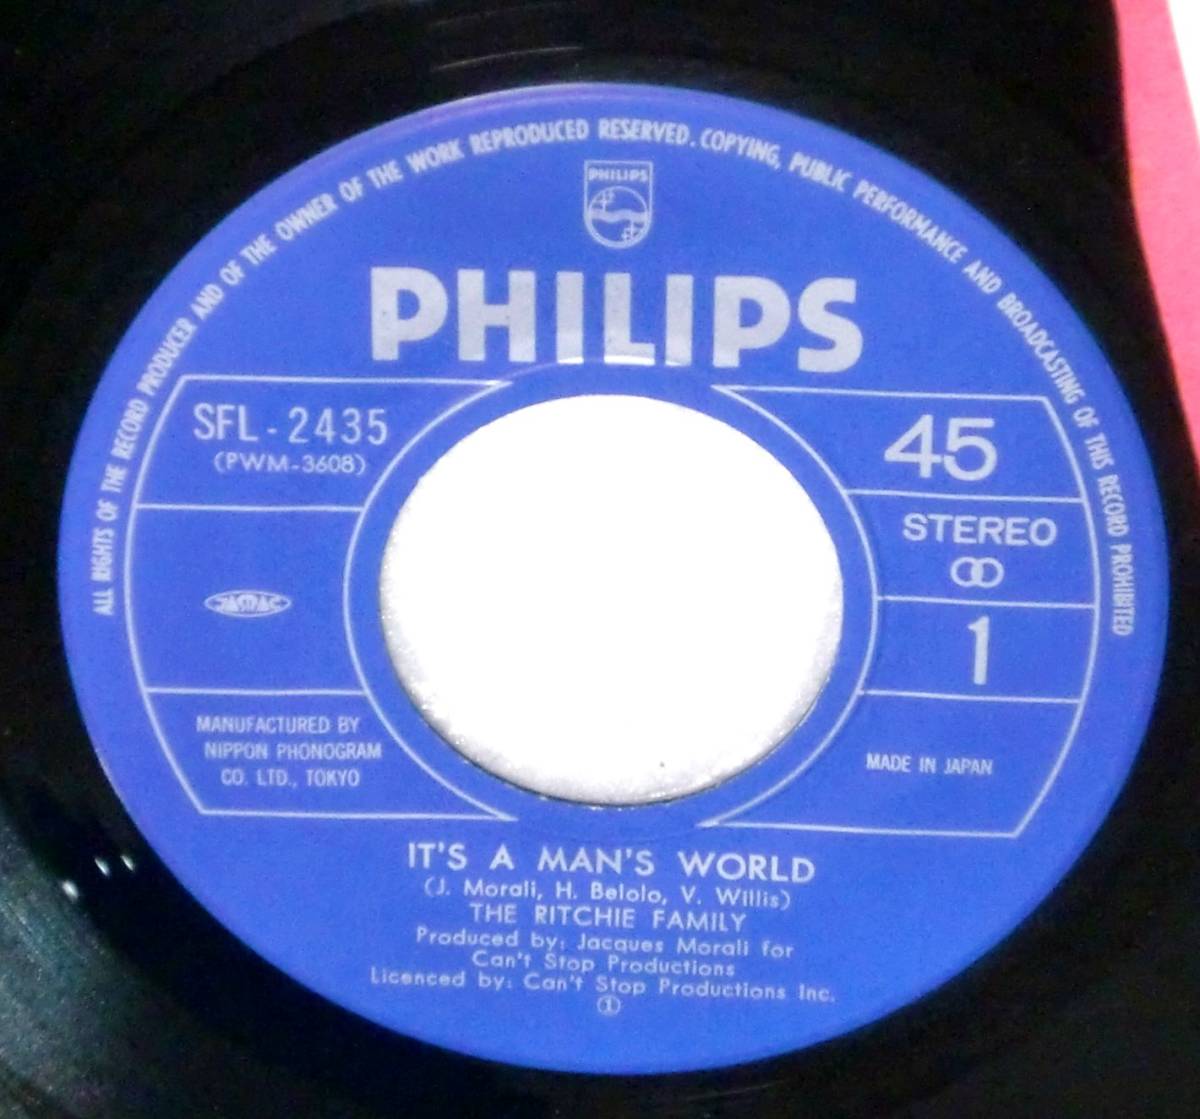 ALL RIGHTS OF THE RECORD PRODUCER AND OF THE OWNER OF THE WORK REPRODUCED RESERVED. COPYING, PUBLIC PERFORMANCE AND BROADCASTING OF THIS RECORD PROHIBITED
PHILIPS
PHILIPS
SFL-2435
(PWM-3608)
45
STEREO
JASRAC
1
MANUFACTURED BY
NIPPON PHONOGRAM
CO. LTD., TOKYO
MADE IN JAPAN
IT'S A MAN'S WORLD
(J. Morali, H. Belolo, V. Willis)
THE RITCHIE FAMILY
Produced by: Jacques Morali for
Can't Stop Productions
Licenced by: Can't Stop Productions Inc.
①